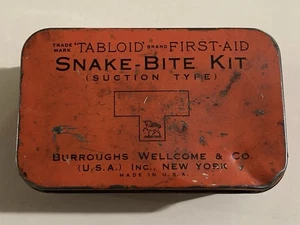 TRADE MARK 'TABLOID' BRAND FIRST-AID
SNAKE-BITE KIT
(SUCTION TYPE)
BURROUGHS WELLCOME & CO.
(U.S.A.) INC., NEW YORK
MADE IN U.S.A.